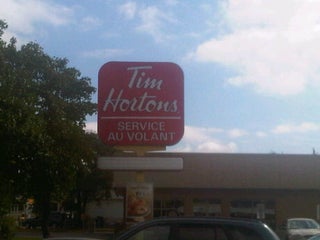 Tim
Hortons
SERVICE
AU VOLANT